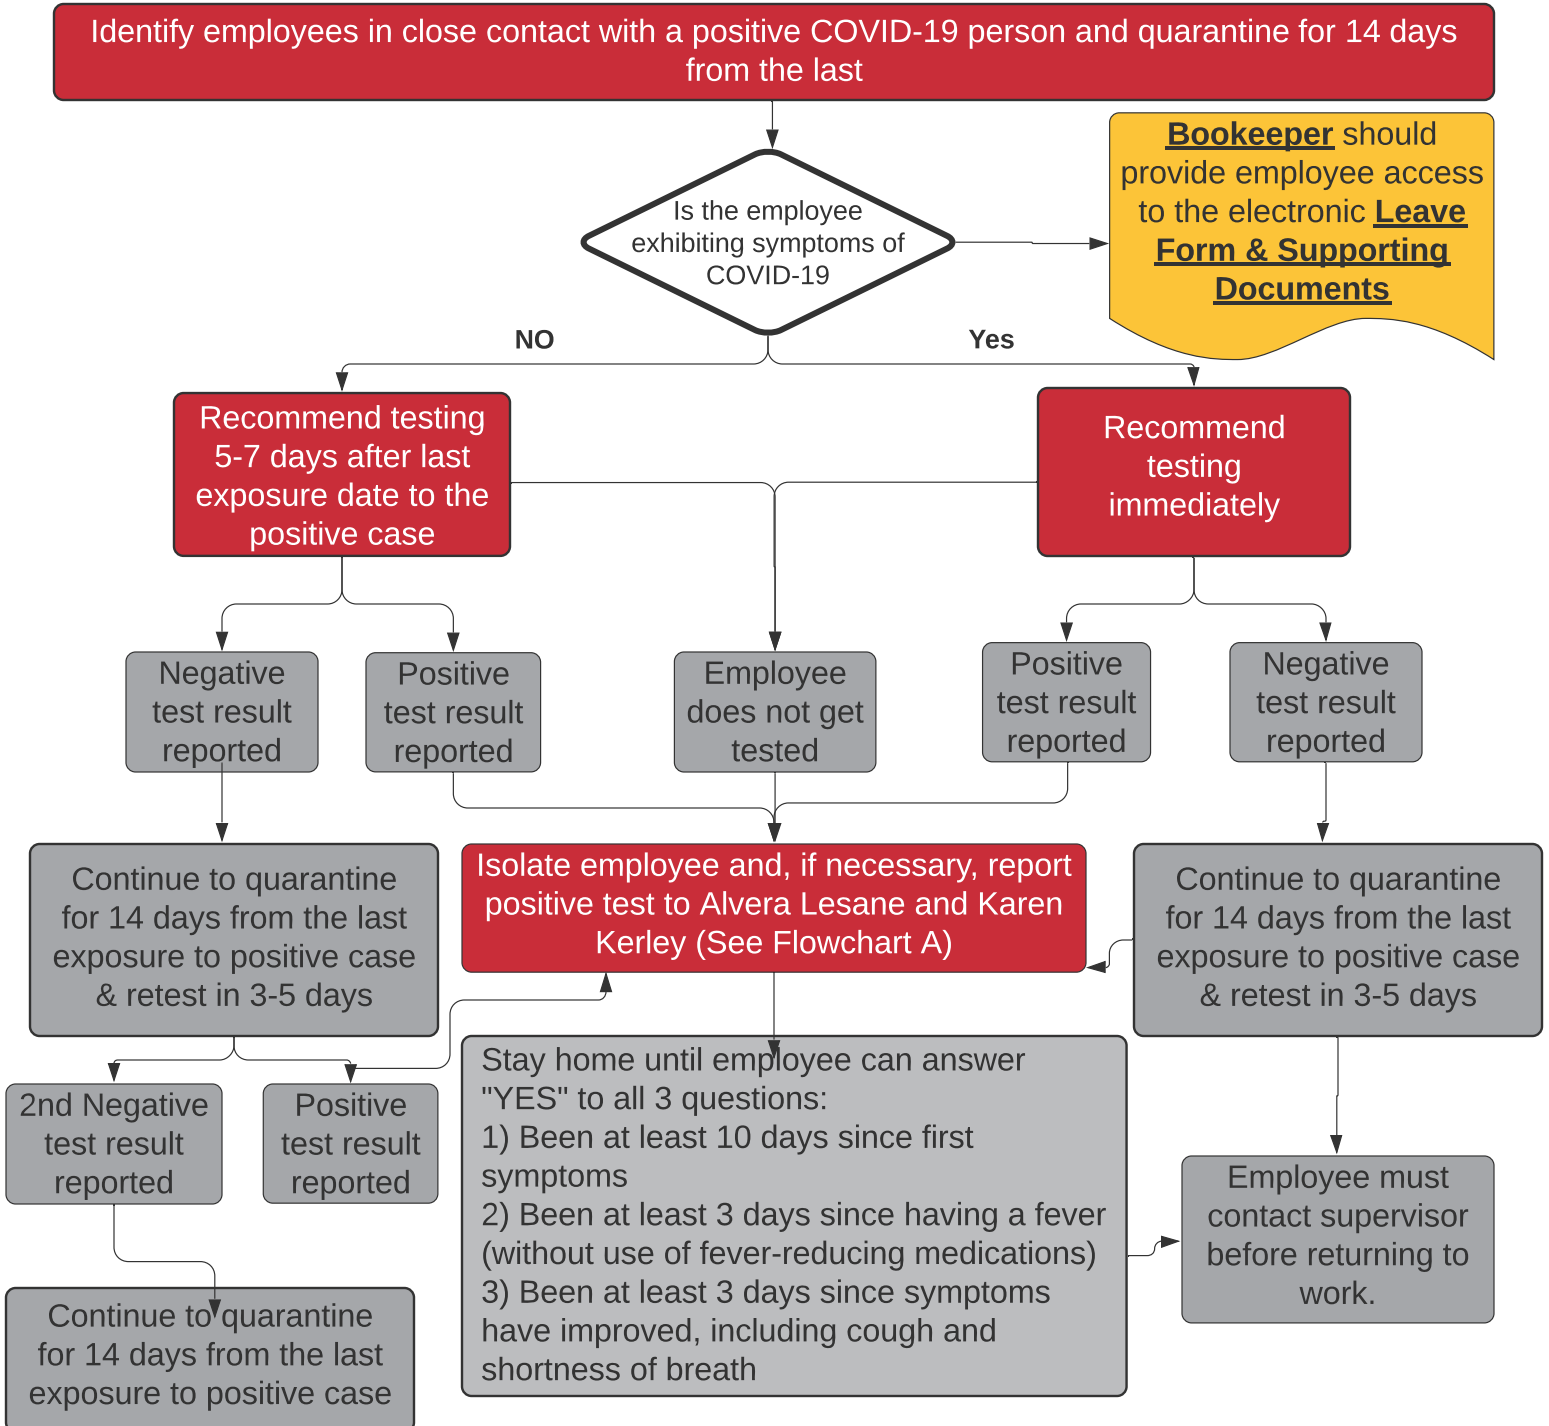 Identify employees in close contact with a positive COVID-19 person and quarantine for 14 days
from the last
Bookeeper should
provide employee access
to the electronic Leave
Form & Supporting
Documents
Is the employee
exhibiting symptoms of
COVID-19
NO
Yes
Recommend testing
5-7 days after last
exposure date to the
positive case
Recommend
testing
immediately
Negative
test result
reported
Positive
test result
reported
Employee
does not get
tested
Positive
test result
reported
Negative
test result
reported
Continue to quarantine
for 14 days from the last
exposure to positive case
& retest in 3-5 days
Isolate employee and, if necessary, report
positive test to Alvera Lesane and Karen
Kerley (See Flowchart A)
Continue to quarantine
for 14 days from the last
exposure to positive case
& retest in 3-5 days
2nd Negative
test result
reported
Positive
test result
reported
Stay home until employee can answer
"YES" to all 3 questions:
1) Been at least 10 days since first
symptoms
2) Been at least 3 days since having a fever
(without use of fever-reducing medications)
3) Been at least 3 days since symptoms
have improved, including cough and
shortness of breath
Employee must
contact supervisor
before returning to
work.
Continue to quarantine
for 14 days from the last
exposure to positive case